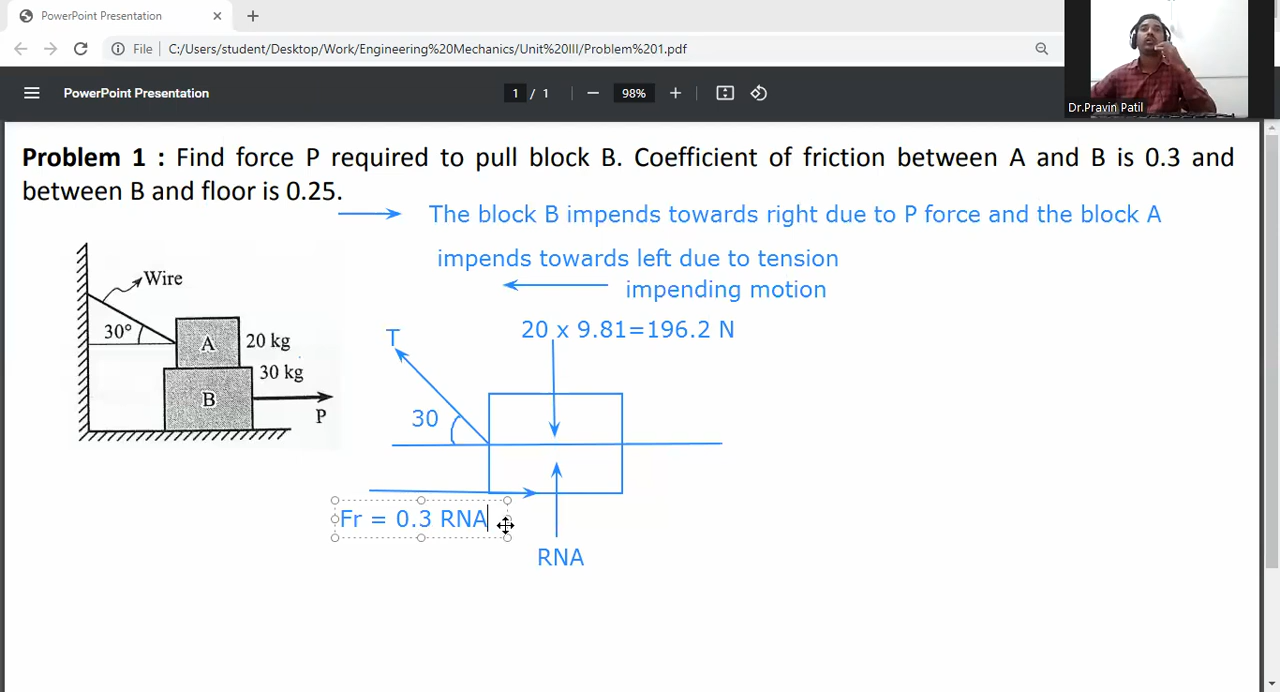 PowerPoint Presentation
File
C:/Users/student/Desktop/Work/Engineering%20Mechanics/Unit%20III/Problem%201.pdf
PowerPoint Presentation
1 / 1
98%
Dr.Pravin Patil
Problem 1 : Find force P required to pull block B. Coefficient of friction between A and B is 0.3 and
between B and floor is 0.25.
The block B impends towards right due to P force and the block A
impends towards left due to tension
impending motion
Wire
30°
A
20 kg
30 kg
B
P
20 x 9.81=196.2 N
T
30
Fr = 0.3 RNA
RNA